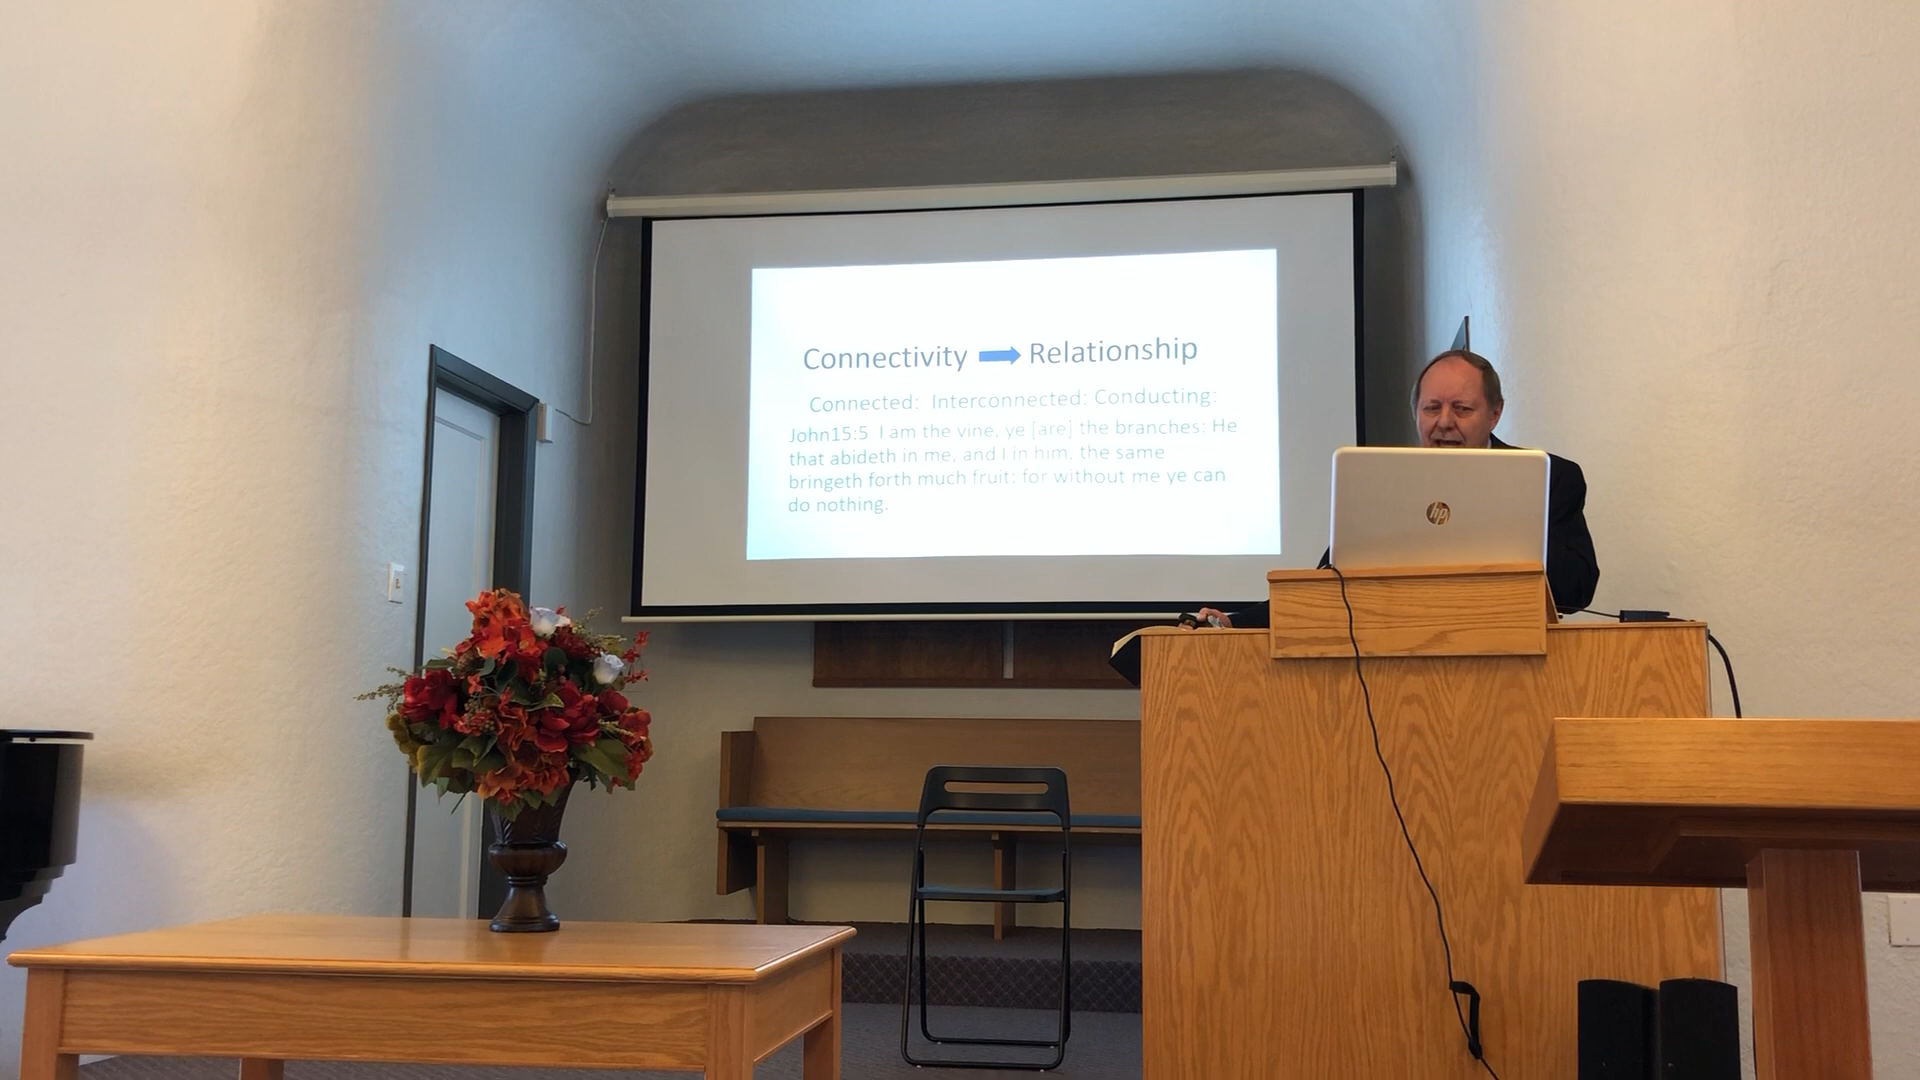 Connectivity Relationship
Connected: Interconnected: Conducting:
John15:5 I am the vine, ye [are] the branches: He
that abideth in me, and I in him, the same
bringeth forth much fruit: for without me ye can
do nothing.
hp